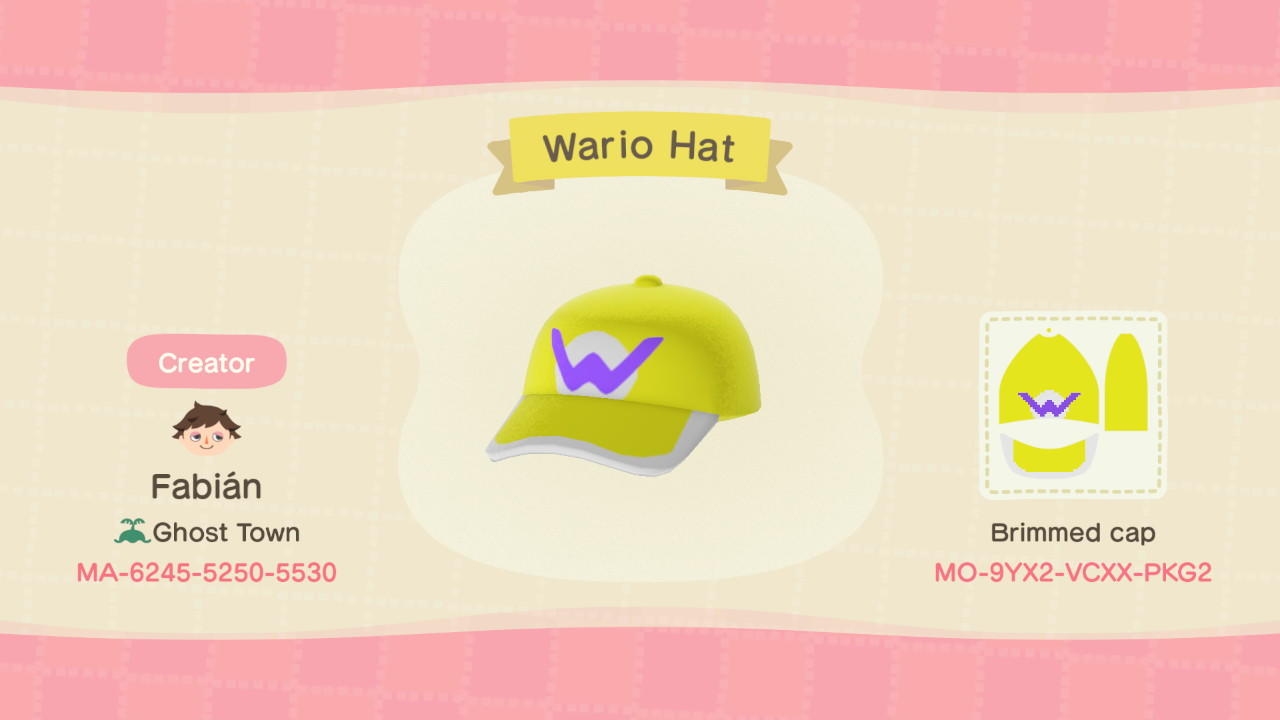 Wario Hat
W
Creator
Fabián
Ghost Town
MA-6245-5250-5530
W
Brimmed cap
MO-9YX2-VCXX-PKG2